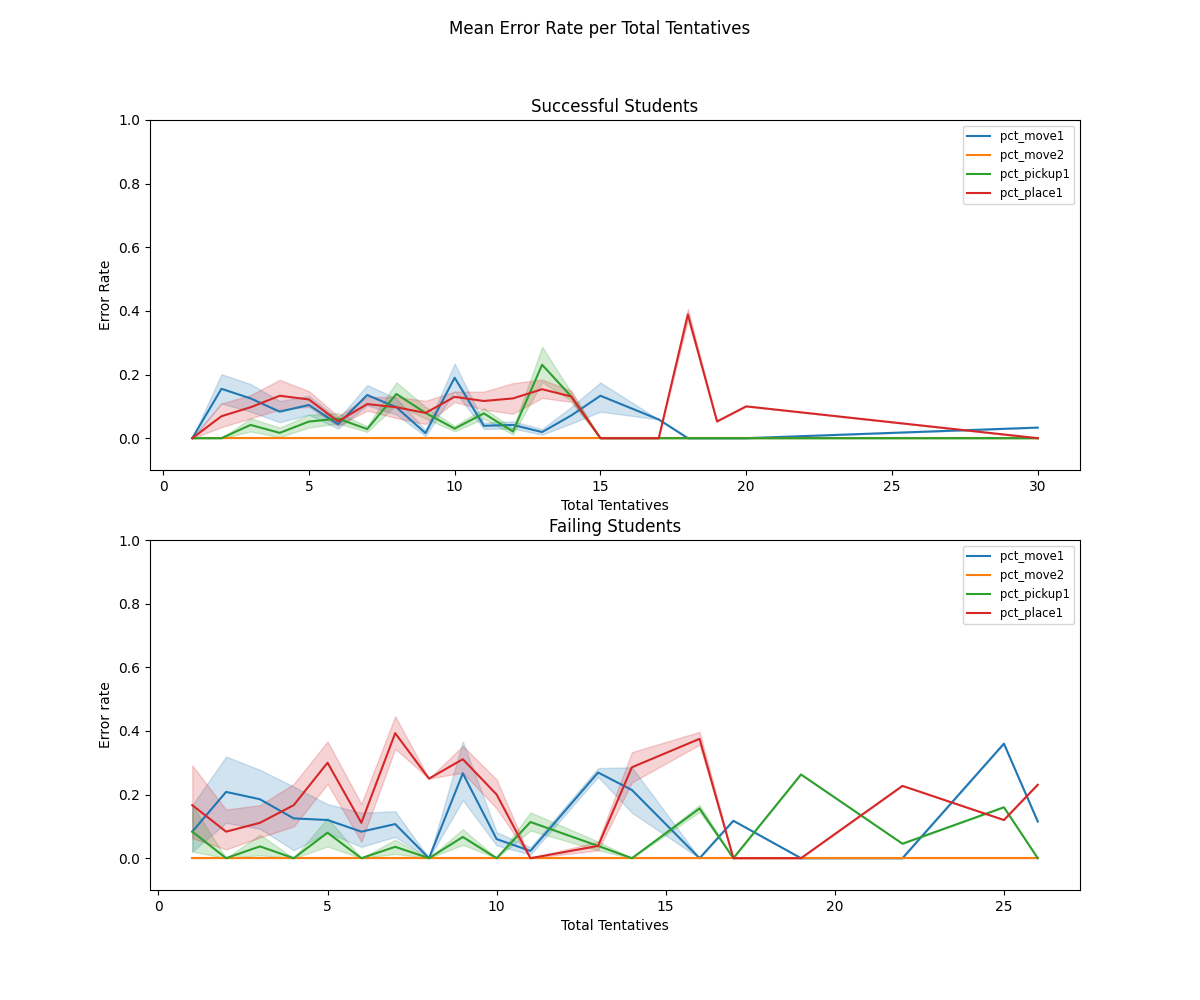 Mean Error Rate per Total Tentatives
Successful Students
1.0
0.8
0.6
0.4
0.2
0.0
Error Rate
pct_move1
pct_move2
pct_pickup1
pct_place1
0 5 10 15 20 25 30
Total Tentatives
Failing Students
1.0
0.8
0.6
0.4
0.2
0.0
Error rate
pct_move1
pct_move2
pct_pickup1
pct_place1
0 5 10 15 20 25
Total Tentatives